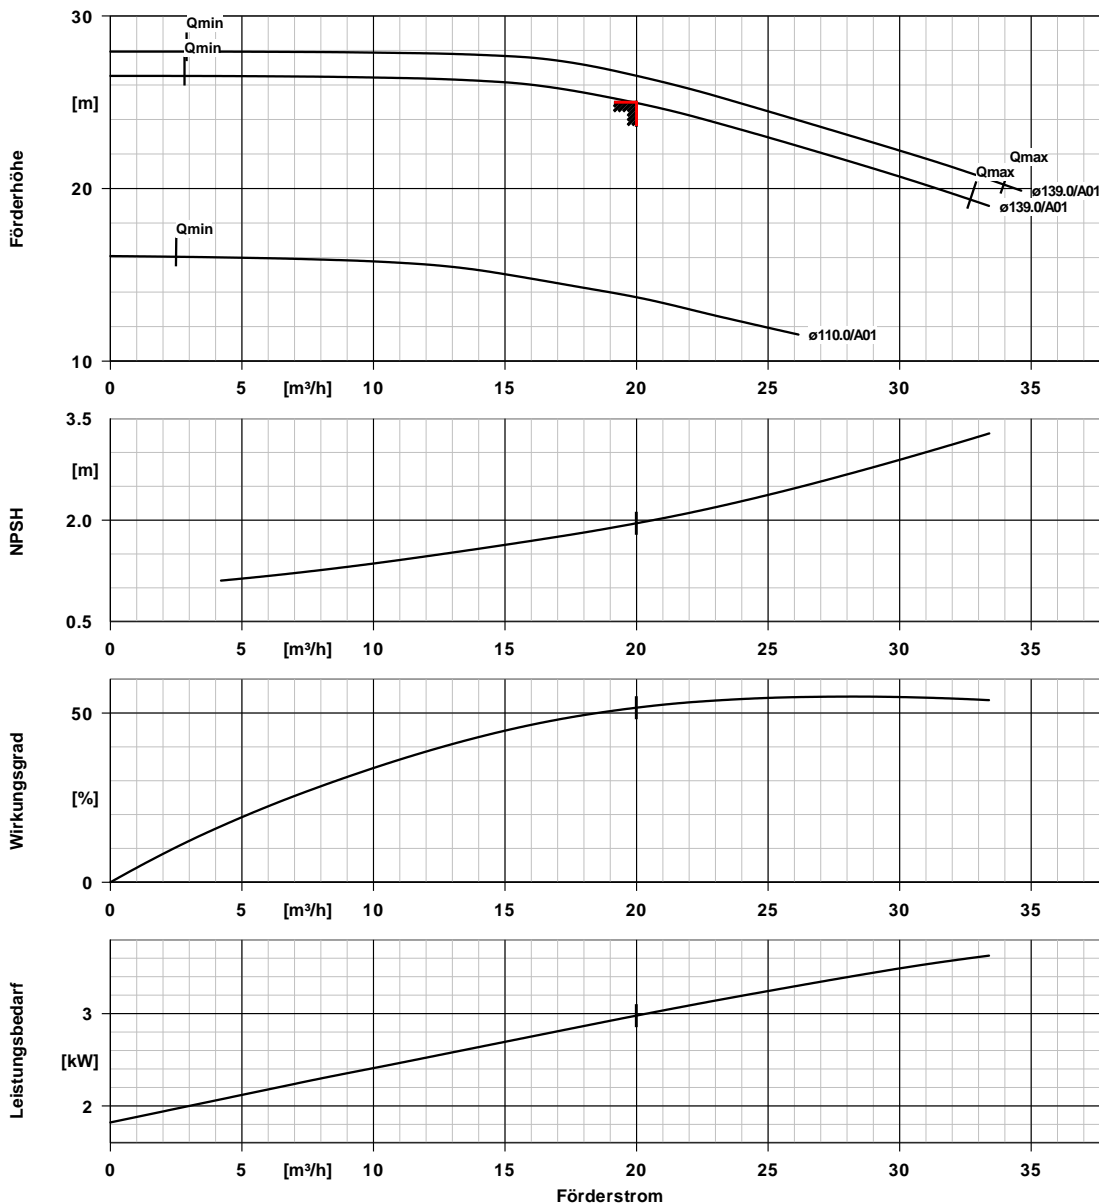 30
Qmin
Qmin
[m]
Förderhöhe
Qmax
Qmax
20
ø139.0/A01
ø139.0/A01
Qmin
ø110.0/A01
10
0 5 [m³/h] 10 15 20 25 30 35
3.5
[m]
2.0
NPSH
0.5
0 5 [m³/h] 10 15 20 25 30 35
50
[%]
Wirkungsgrad
0
0 5 [m³/h] 10 15 20 25 30 35
3
[kW]
Leistungsbedarf
2
0 5 [m³/h] 10 15 20 25 30 35
Förderstrom